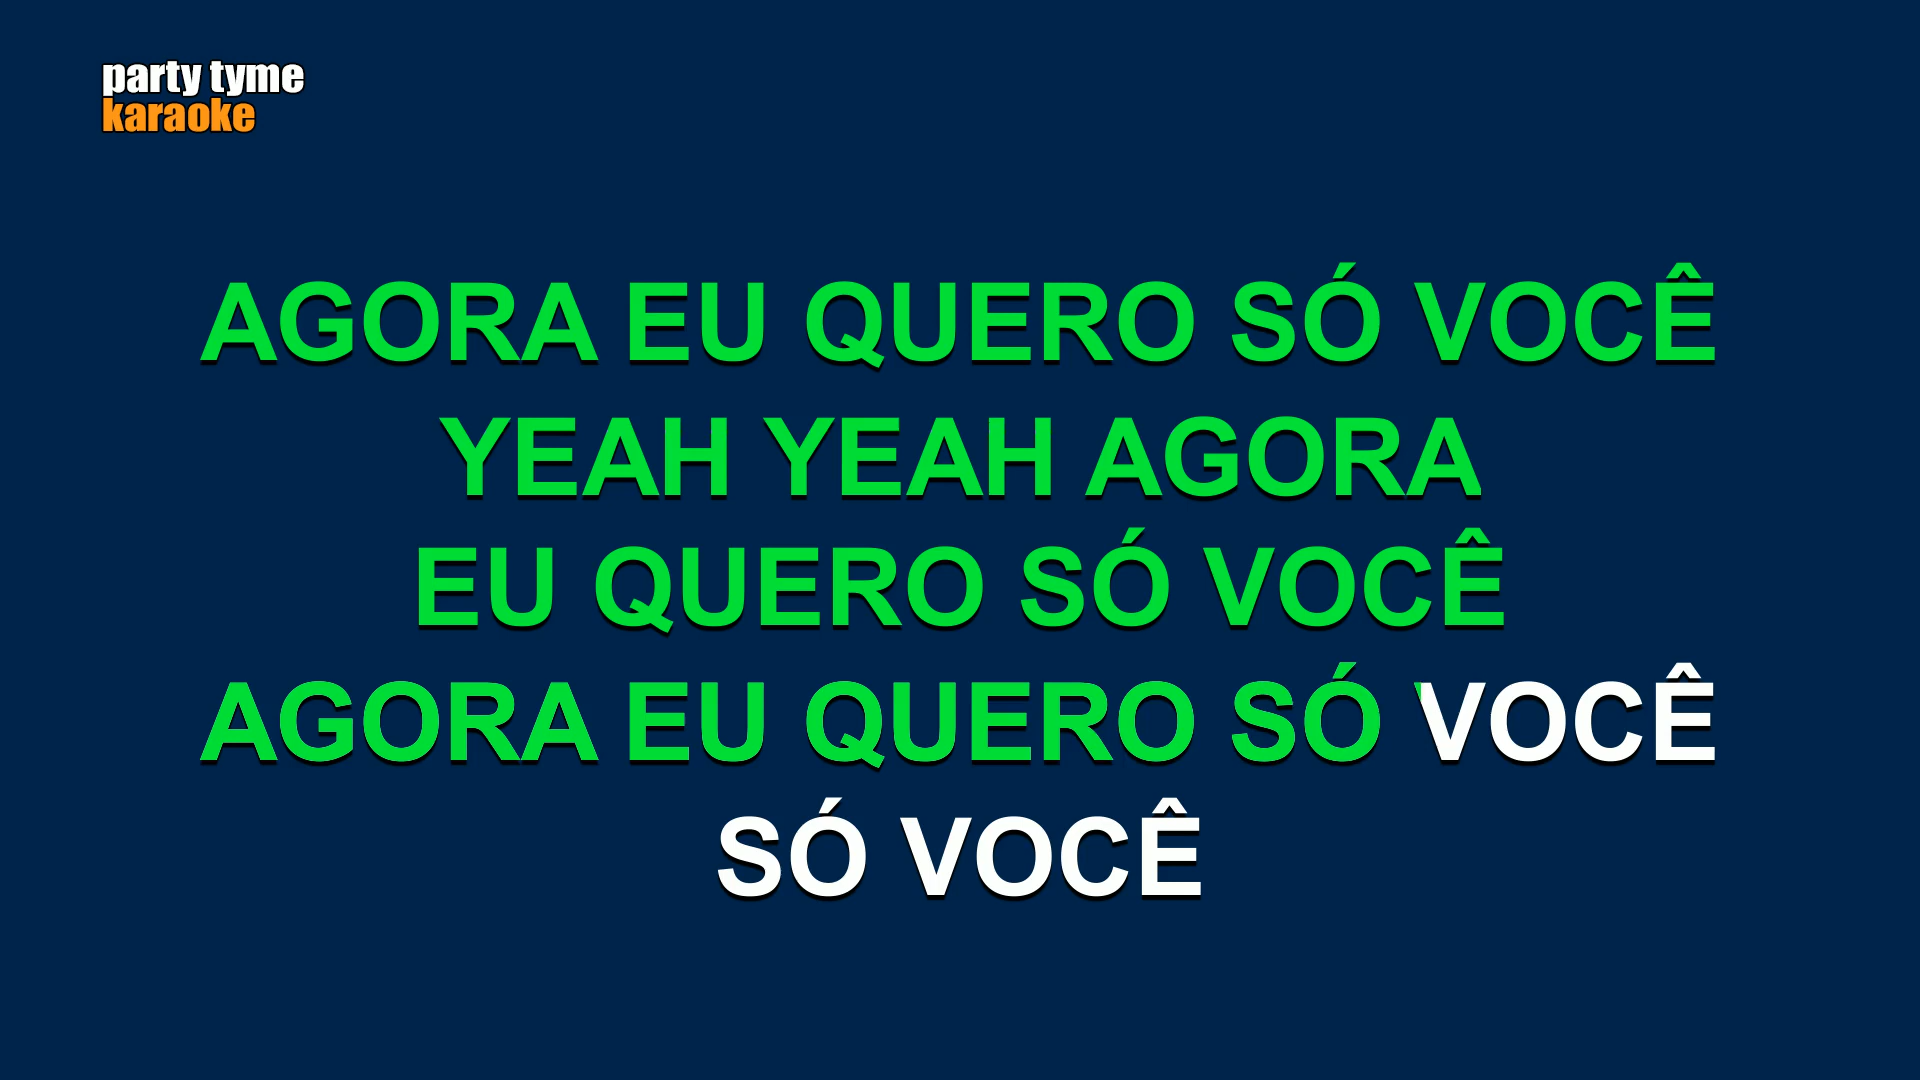 party tyme
karaoke
AGORA EU QUERO SÓ VOCÊ
YEAH YEAH AGORA
EU QUERO SÓ VOCÊ
AGORA EU QUERO SÓ VOCÊ
SÓ VOCÊ